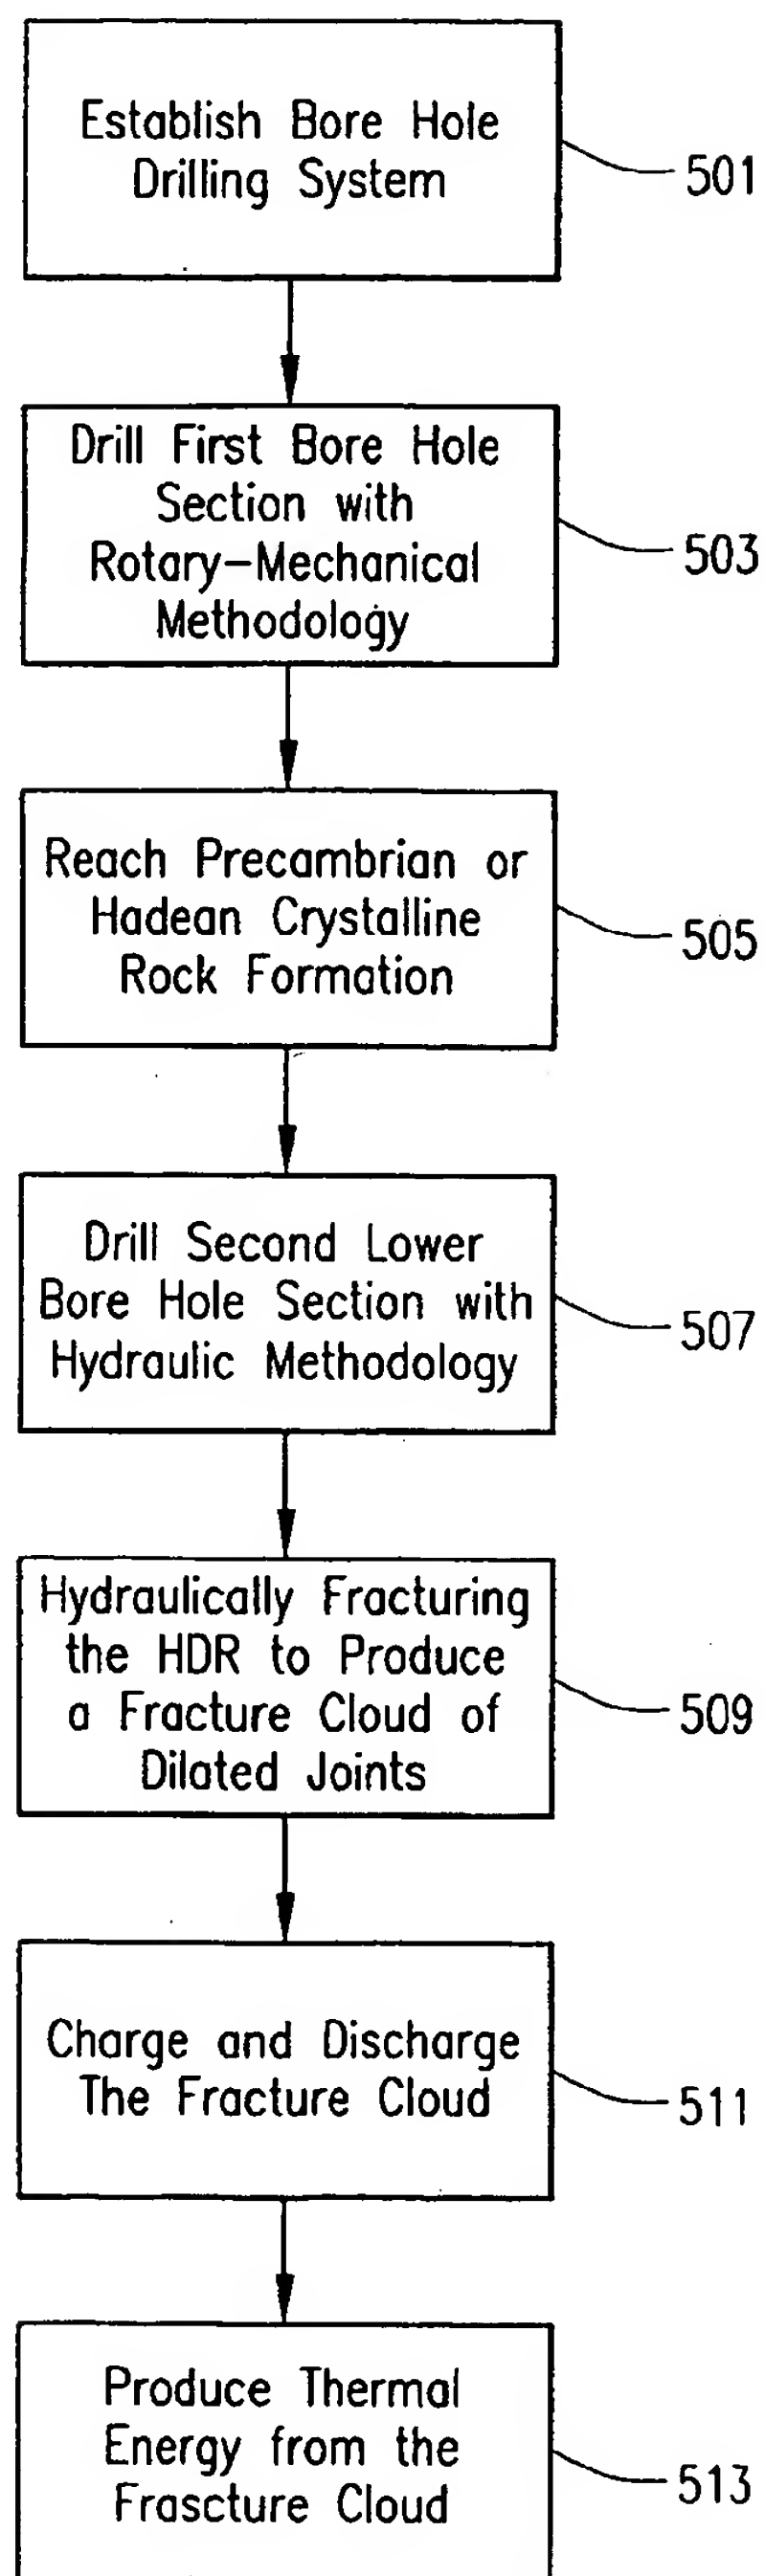 Establish Bore Hole
Drilling System
501
Drill First Bore Hole
Section with
Rotary-Mechanical
Methodology
503
Reach Precambrian or
Hadean Crystalline
Rock Formation
505
Drill Second Lower
Bore Hole Section with
Hydraulic Methodology
507
Hydraulically Fracturing
the HDR to Produce
a Fracture Cloud of
Dilated Joints
509
Charge and Discharge
The Fracture Cloud
511
Produce Thermal
Energy from the
Frascture Cloud
513